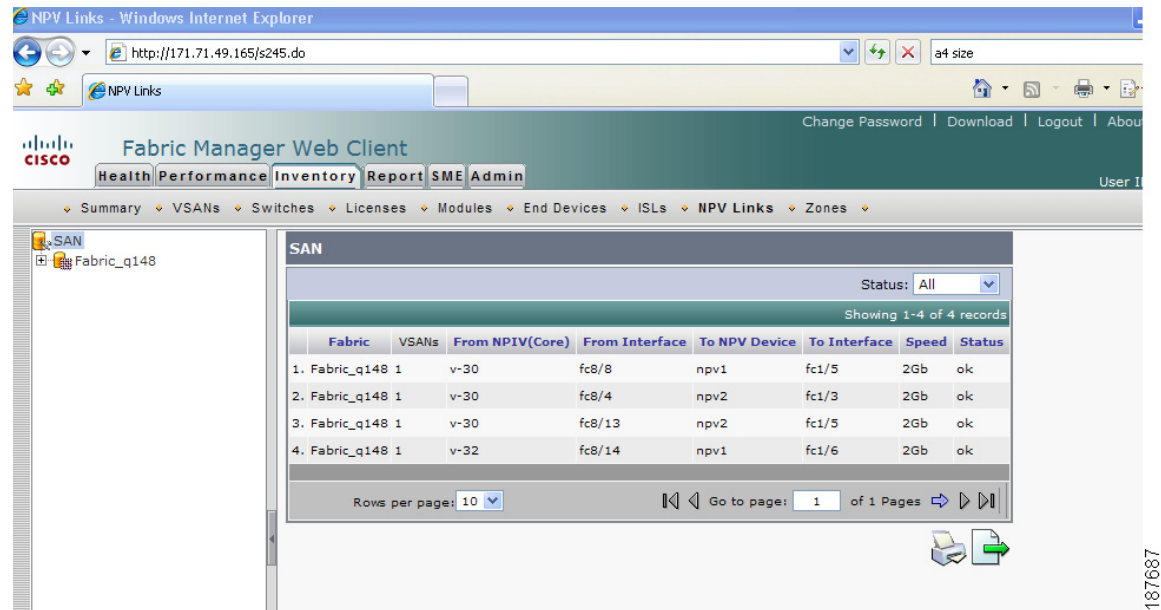 NPV Links - Windows Internet Explorer
http://171.71.49.165/s245.do
a4 size
NPV Links
Change Password | Download | Logout | Abou
CISCO
Fabric Manager Web Client
Health Performance Inventory Report SME Admin
User I
Summary VSANs Switches Licenses Modules End Devices ISLs NPV Links Zones
SAN
Fabric_q148
SAN
Status: All
Showing 1-4 of 4 records
Fabric VSANs From NPIV(Core) From Interface To NPV Device To Interface Speed Status
1. Fabric_q148 1 v-30 fc8/8 npv1 fc1/5 2Gb ok
2. Fabric_q148 1 v-30 fc8/4 npv2 fc1/3 2Gb ok
3. Fabric_q148 1 v-30 fc8/13 npv2 fc1/5 2Gb ok
4. Fabric_q148 1 v-32 fc8/14 npv1 fc1/6 2Gb ok
Rows per page: 10 Go to page: 1 of 1 Pages
187687